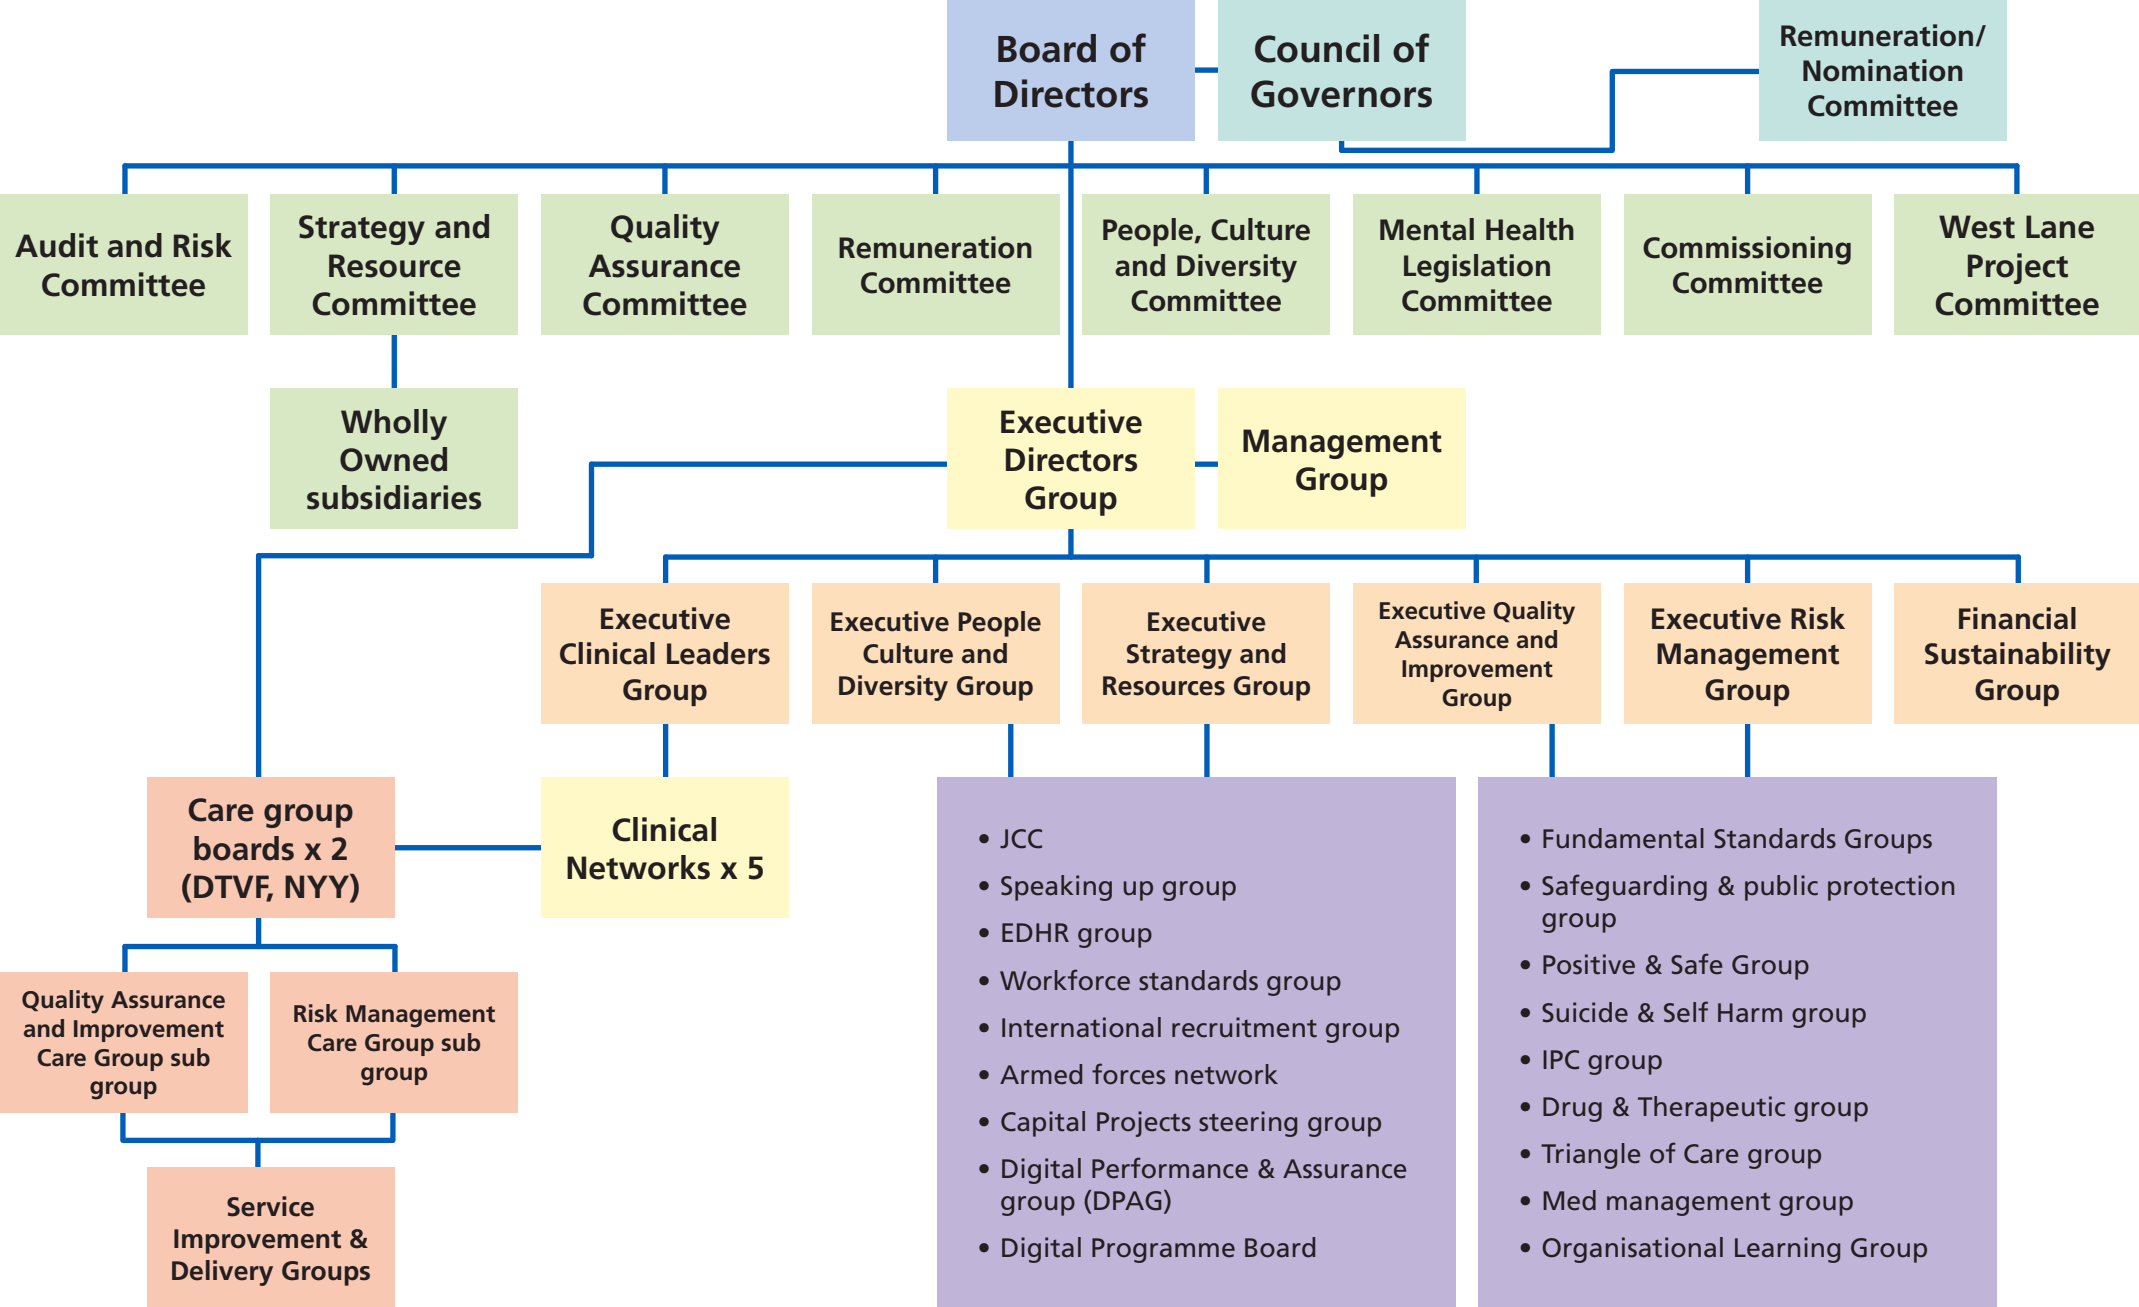 Board of
Directors
Council of
Governors
Remuneration/
Nomination
Committee
Audit and Risk
Committee
Strategy and
Resource
Committee
Quality
Assurance
Committee
Remuneration
Committee
People, Culture
and Diversity
Committee
Mental Health
Legislation
Committee
Commissioning
Committee
West Lane
Project
Committee
Wholly
Owned
subsidiaries
Executive
Directors
Group
Management
Group
Executive
Clinical Leaders
Group
Executive People
Culture and
Diversity Group
Executive
Strategy and
Resources Group
Executive Quality
Assurance and
Improvement
Group
Executive Risk
Management
Group
Financial
Sustainability
Group
Care group
boards x 2
(DTVF, NYY)
Clinical
Networks x 5
Quality Assurance
and Improvement
Care Group sub
group
Risk Management
Care Group sub
group
Service
Improvement &
Delivery Groups
• JCC
• Speaking up group
• EDHR group
• Workforce standards group
• International recruitment group
• Armed forces network
• Capital Projects steering group
• Digital Performance & Assurance
group (DPAG)
• Digital Programme Board
• Fundamental Standards Groups
• Safeguarding & public protection
group
• Positive & Safe Group
• Suicide & Self Harm group
• IPC group
• Drug & Therapeutic group
• Triangle of Care group
• Med management group
• Organisational Learning Group